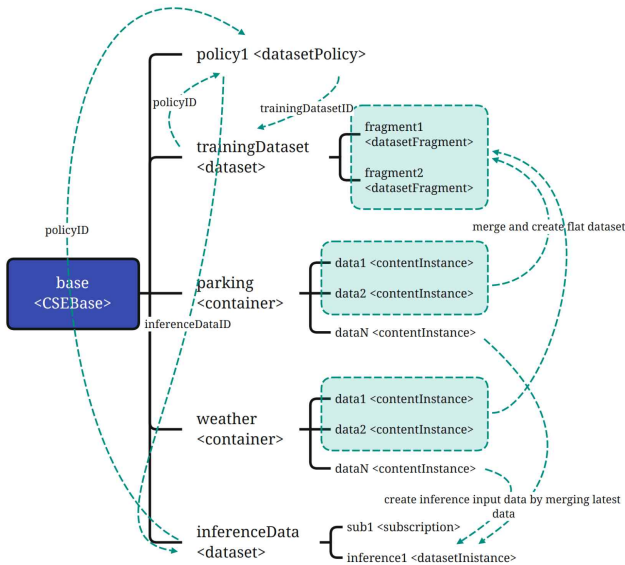 policy1 <datasetPolicy>
policyID
trainingDatasetID
trainingDataset
<dataset>
fragment1
<datasetFragment>
fragment2
<datasetFragment>
merge and create flat dataset
policyID
base
<CSEBase>
parking
<container>
data1 <contentInstance>
data2 <contentInstance>
dataN <contentInstance>
inferenceDataID
weather
<container>
data1 <contentInstance>
data2 <contentInstance>
dataN <contentInstance>
create inference input data by merging latest
data
inferenceData
<dataset>
sub1 <subscription>
inference1 <datasetInistance>